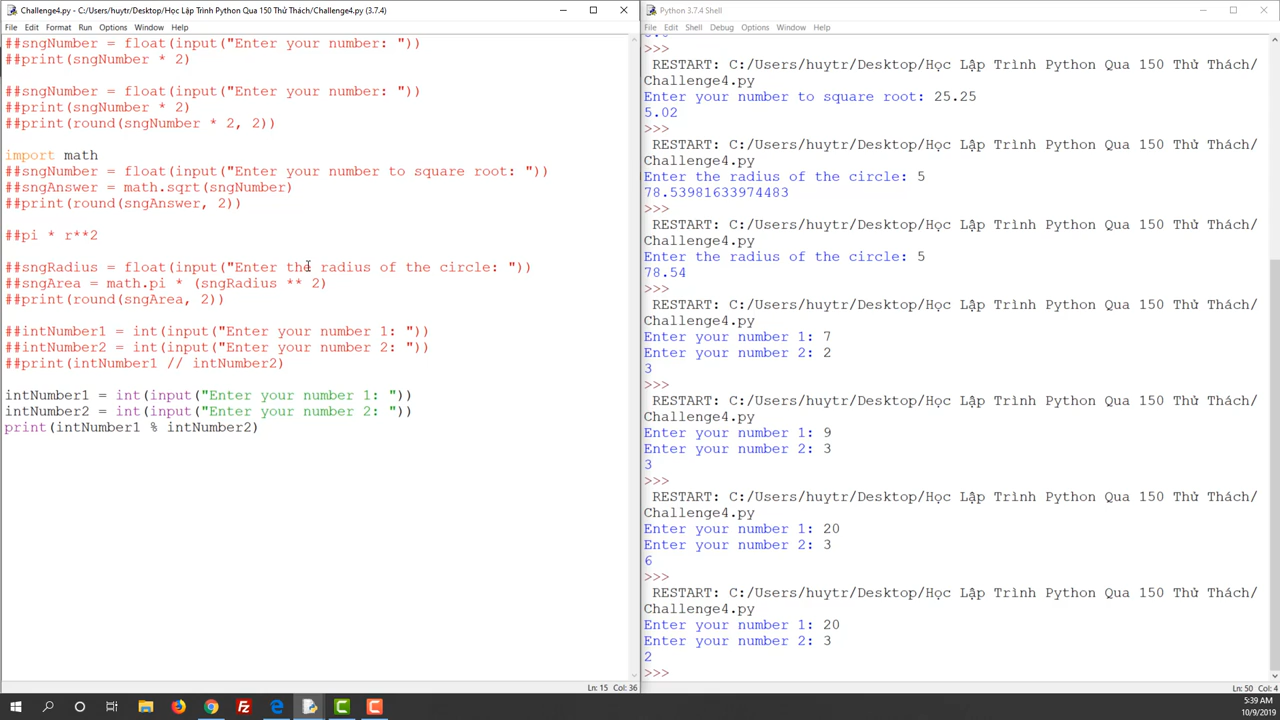 Challenge4.py - C:/Users/huytr/Desktop/Học Lập Trình Python Qua 150 Thử Thách/Challenge4.py (3.7.4)
File Edit Format Run Options Window Help
##sngNumber = float(input("Enter your number: "))
##print(sngNumber * 2)
##sngNumber = float(input("Enter your number: "))
##print(sngNumber * 2)
##print(round(sngNumber * 2, 2))
import math
##sngNumber = float(input("Enter your number to square root: "))
##sngAnswer = math.sqrt(sngNumber)
##print(round(sngAnswer, 2))
##pi * r**2
##sngRadius = float(input("Enter the radius of the circle: "))
##sngArea = math.pi * (sngRadius ** 2)
##print(round(sngArea, 2))
##intNumber1 = int(input("Enter your number 1: "))
##intNumber2 = int(input("Enter your number 2: "))
##print(intNumber1 // intNumber2)
intNumber1 = int(input("Enter your number 1: "))
intNumber2 = int(input("Enter your number 2: "))
print(intNumber1 % intNumber2)
Ln: 15 Col: 36
Python 3.7.4 Shell
File Edit Shell Debug Options Window Help
>>>
RESTART: C:/Users/huytr/Desktop/Học Lập Trình Python Qua 150 Thử Thách/
Challenge4.py
Enter your number to square root: 25.25
5.02
>>>
RESTART: C:/Users/huytr/Desktop/Học Lập Trình Python Qua 150 Thử Thách/
Challenge4.py
Enter the radius of the circle: 5
78.53981633974483
>>>
RESTART: C:/Users/huytr/Desktop/Học Lập Trình Python Qua 150 Thử Thách/
Challenge4.py
Enter the radius of the circle: 5
78.54
>>>
RESTART: C:/Users/huytr/Desktop/Học Lập Trình Python Qua 150 Thử Thách/
Challenge4.py
Enter your number 1: 7
Enter your number 2: 2
3
>>>
RESTART: C:/Users/huytr/Desktop/Học Lập Trình Python Qua 150 Thử Thách/
Challenge4.py
Enter your number 1: 9
Enter your number 2: 3
3
>>>
RESTART: C:/Users/huytr/Desktop/Học Lập Trình Python Qua 150 Thử Thách/
Challenge4.py
Enter your number 1: 20
Enter your number 2: 3
6
>>>
RESTART: C:/Users/huytr/Desktop/Học Lập Trình Python Qua 150 Thử Thách/
Challenge4.py
Enter your number 1: 20
Enter your number 2: 3
2
>>>
Ln: 50 Col: 4
5:39 AM
10/9/2019